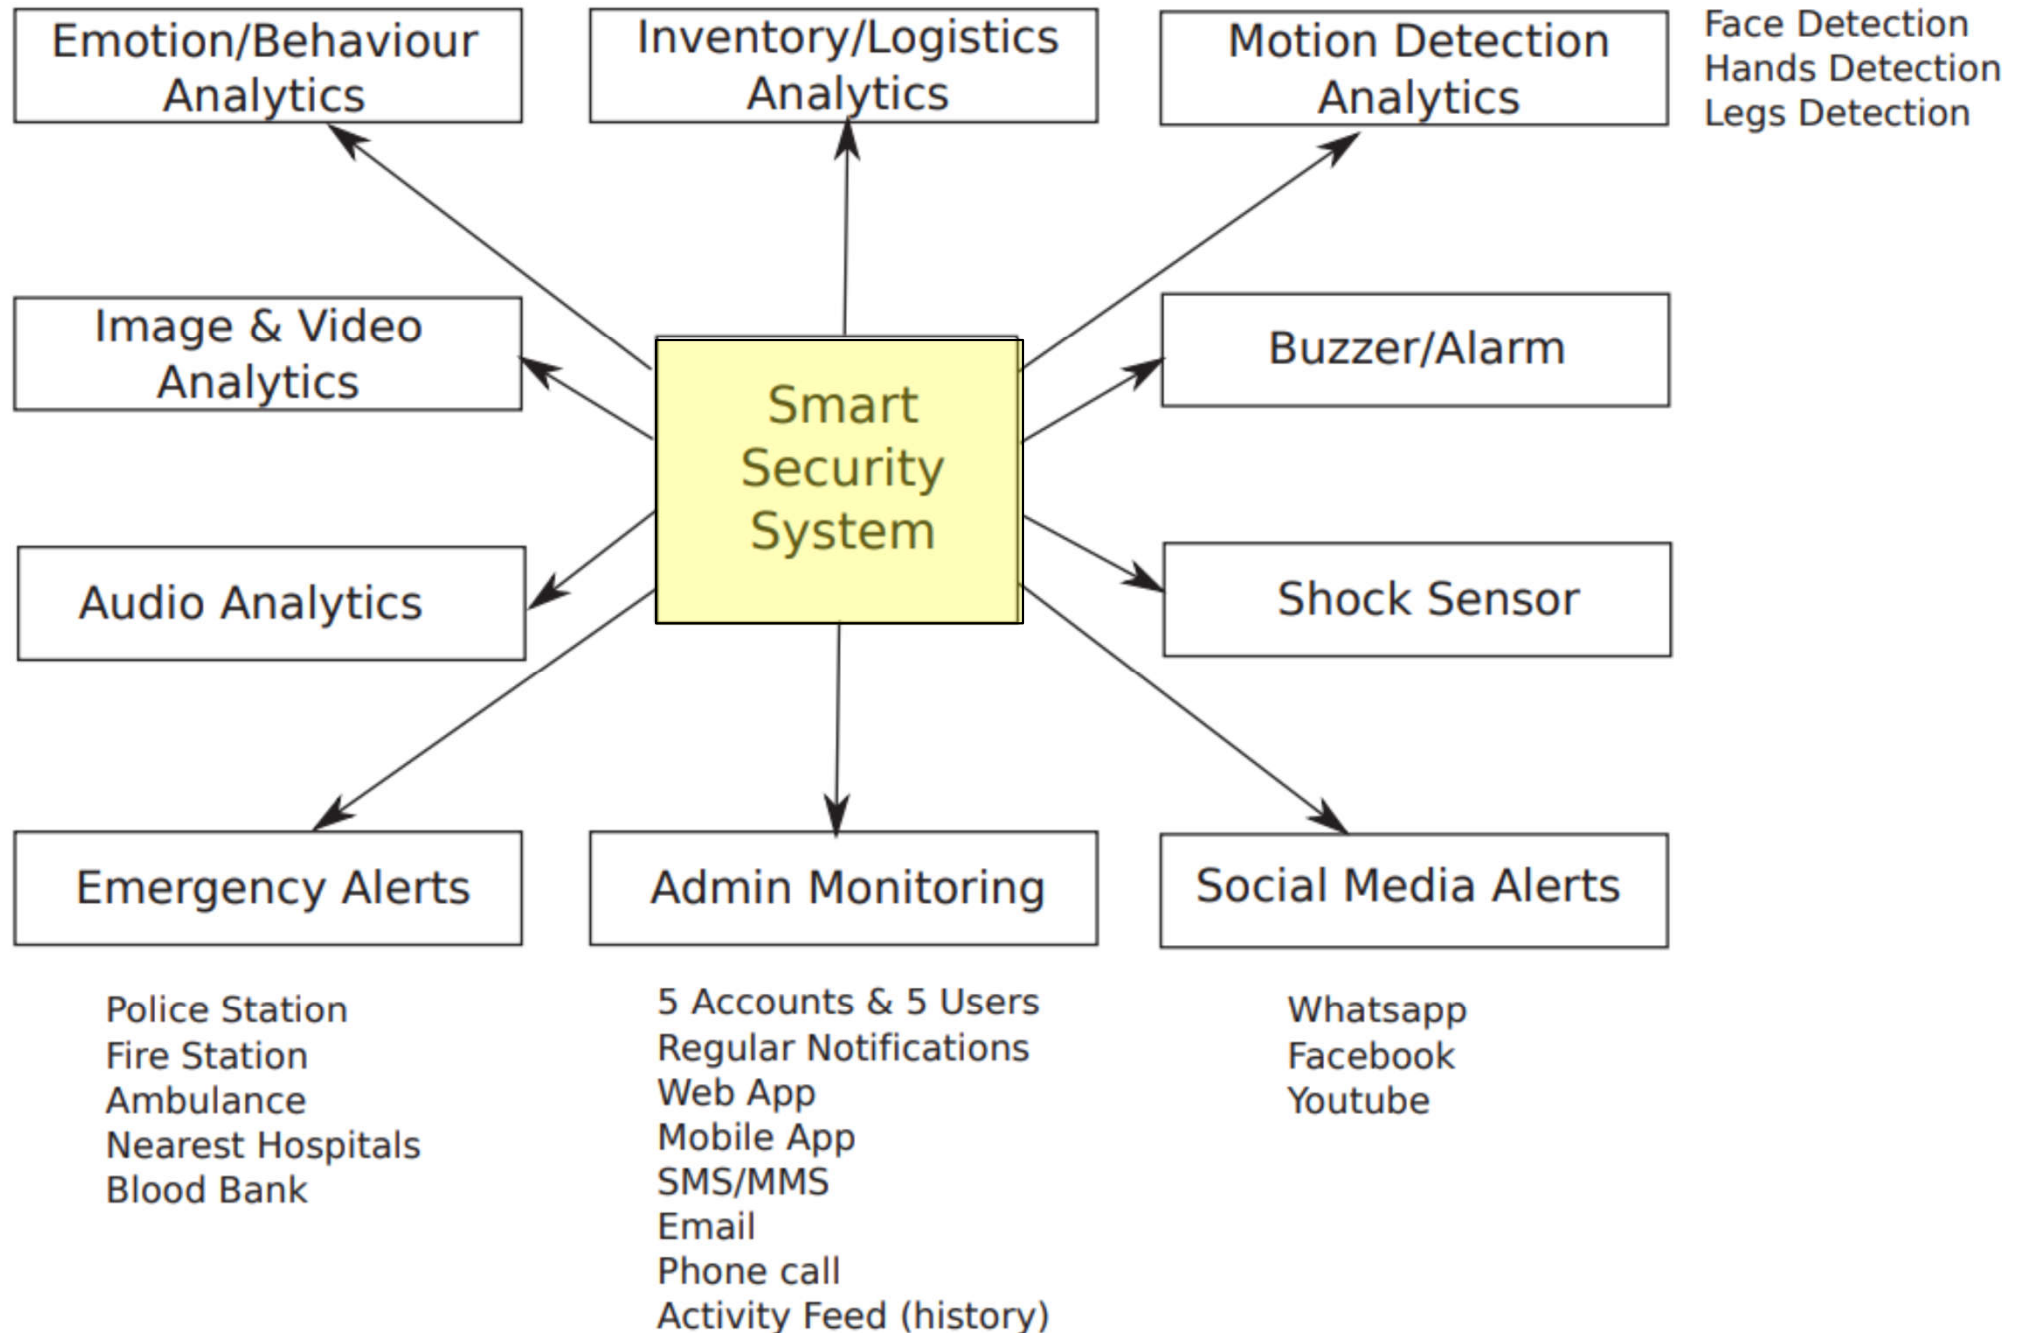 Emotion/Behaviour
Analytics
Inventory/Logistics
Analytics
Motion Detection
Analytics
Face Detection
Hands Detection
Legs Detection
Image & Video
Analytics
Buzzer/Alarm
Smart
Security
System
Audio Analytics
Shock Sensor
Emergency Alerts
Admin Monitoring
Social Media Alerts
Police Station
Fire Station
Ambulance
Nearest Hospitals
Blood Bank
5 Accounts & 5 Users
Regular Notifications
Web App
Mobile App
SMS/MMS
Email
Phone call
Activity Feed (history)
Whatsapp
Facebook
Youtube